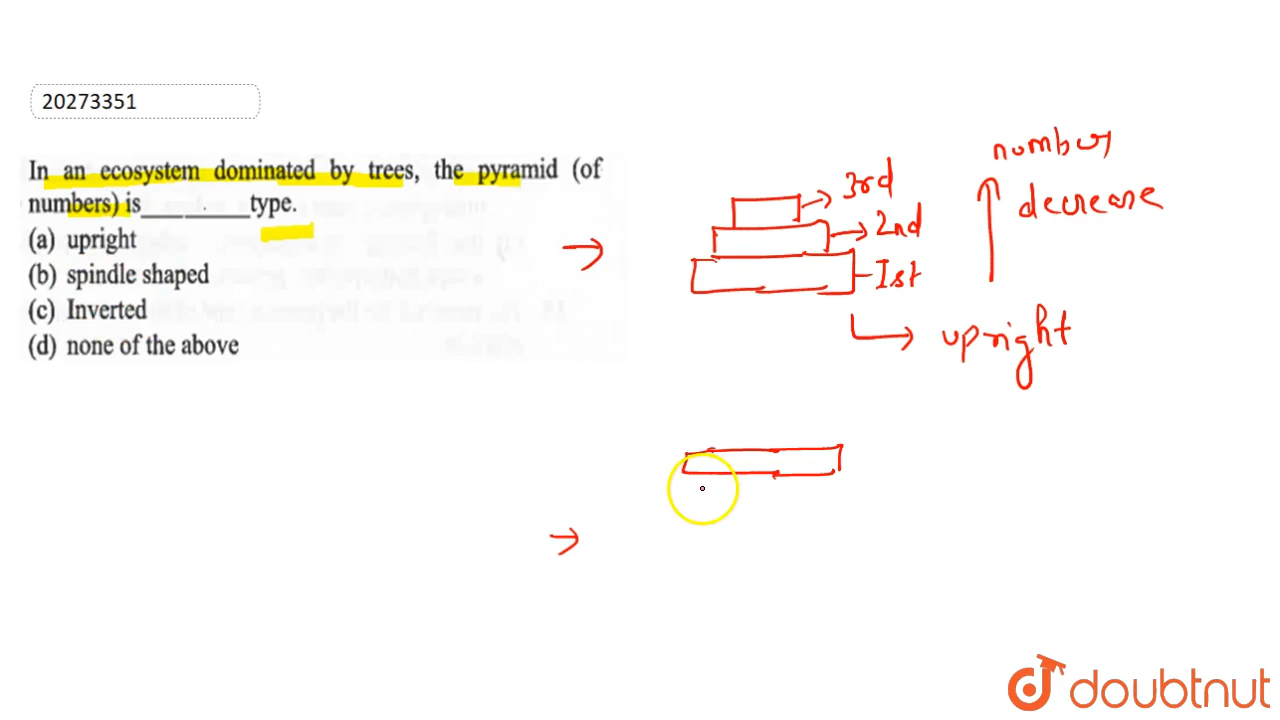 20273351
In an ecosystem dominated by trees, the pyramid (of
numbers) is__________type.
(a) upright
(b) spindle shaped
(c) Inverted
(d) none of the above
number
decrease
3rd
2nd
Ist
upright
doubtnut